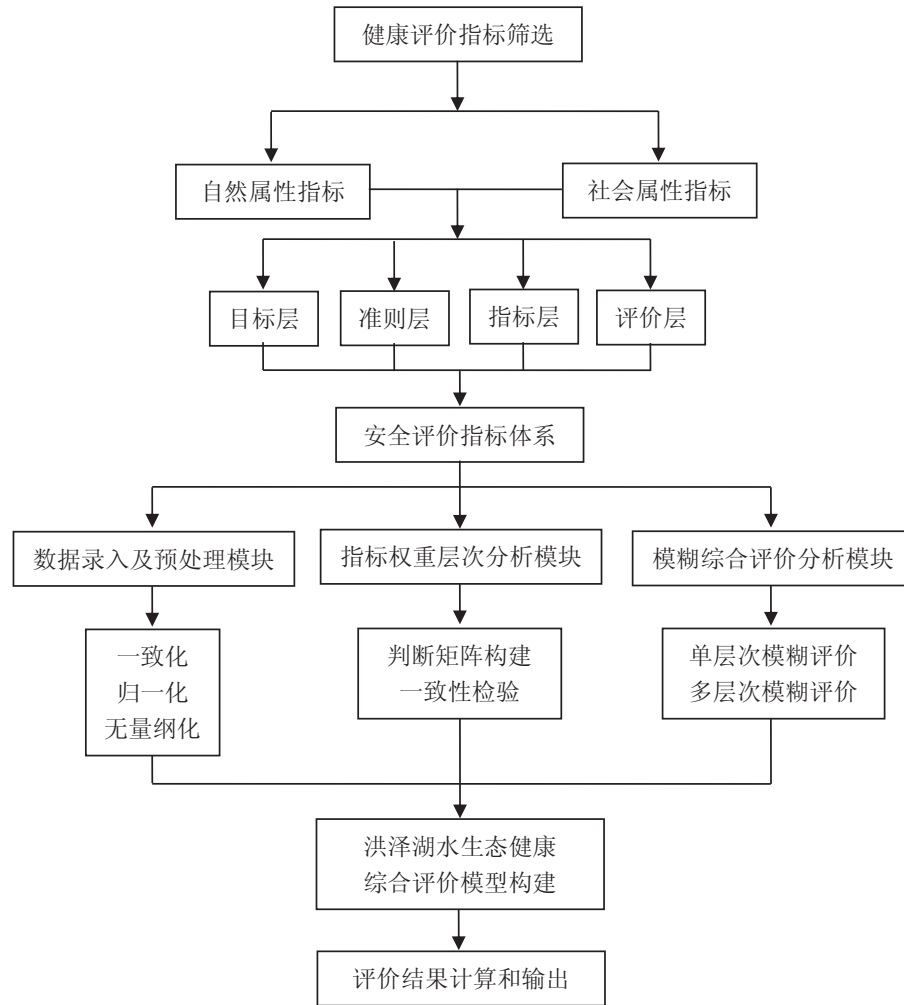 健康评价指标筛选
自然属性指标
社会属性指标
目标层
准则层
指标层
评价层
安全评价指标体系
数据录入及预处理模块
指标权重层次分析模块
模糊综合评价分析模块
一致化
归一化
无量纲化
判断矩阵构建
一致性检验
单层次模糊评价
多层次模糊评价
洪泽湖水生态健康
综合评价模型构建
评价结果计算和输出